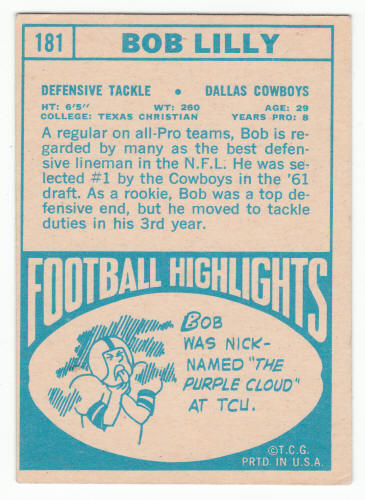 181 BOB LILLY
DEFENSIVE TACKLE • DALLAS COWBOYS
HT: 6'5" WT: 260 AGE: 29
COLLEGE: TEXAS CHRISTIAN YEARS PRO: 8
A regular on all-Pro teams, Bob is re-
garded by many as the best defen-
sive lineman in the N.F.L. He was se-
lected #1 by the Cowboys in the '61
draft. As a rookie, Bob was a top de-
fensive end, but he moved to tackle
duties in his 3rd year.
FOOTBALL HIGHLIGHTS
BOB
WAS NICK-
NAMED "THE
PURPLE CLOUD"
AT TCU.
©T.C.G.
PRTD. IN U.S.A.